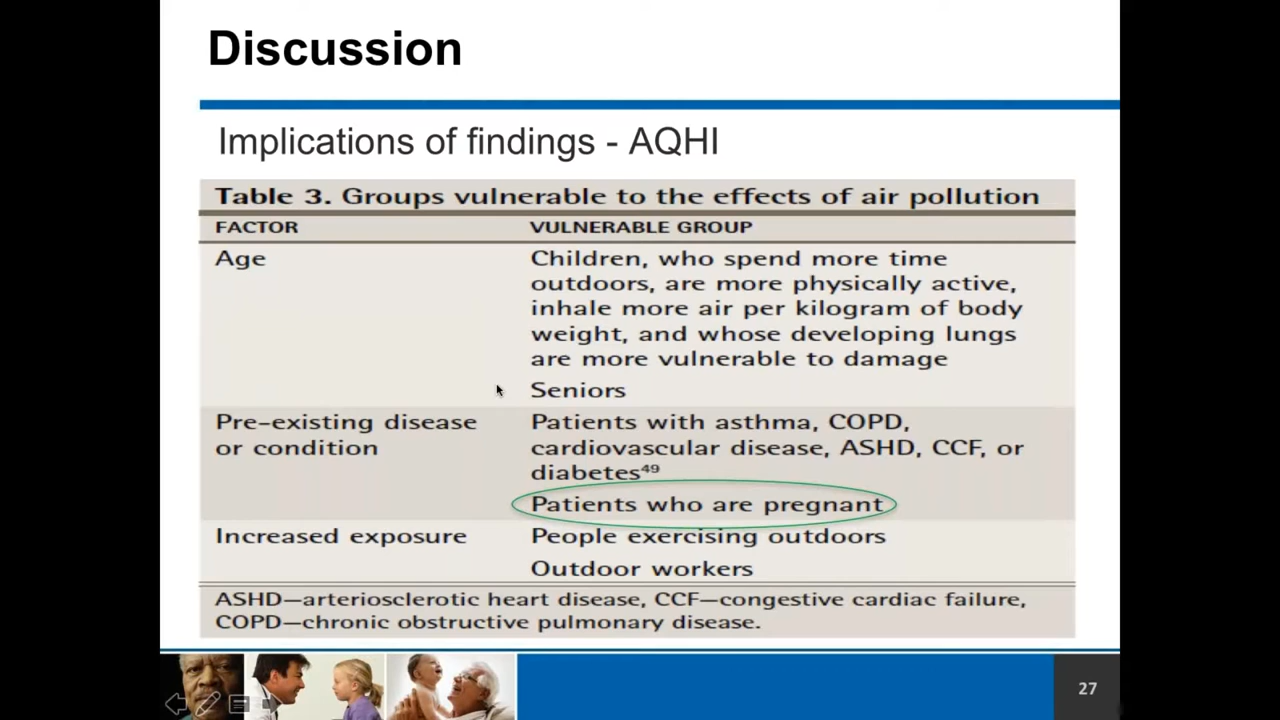 Discussion
Implications of findings - AQHI
Table 3. Groups vulnerable to the effects of air pollution
FACTOR VULNERABLE GROUP
Age Children, who spend more time
outdoors, are more physically active,
inhale more air per kilogram of body
weight, and whose developing lungs
are more vulnerable to damage
Seniors
Pre-existing disease Patients with asthma, COPD,
or condition cardiovascular disease, ASHD, CCF, or
diabetes⁴⁹
Patients who are pregnant
Increased exposure People exercising outdoors
Outdoor workers
ASHD—arteriosclerotic heart disease, CCF—congestive cardiac failure,
COPD—chronic obstructive pulmonary disease.
27